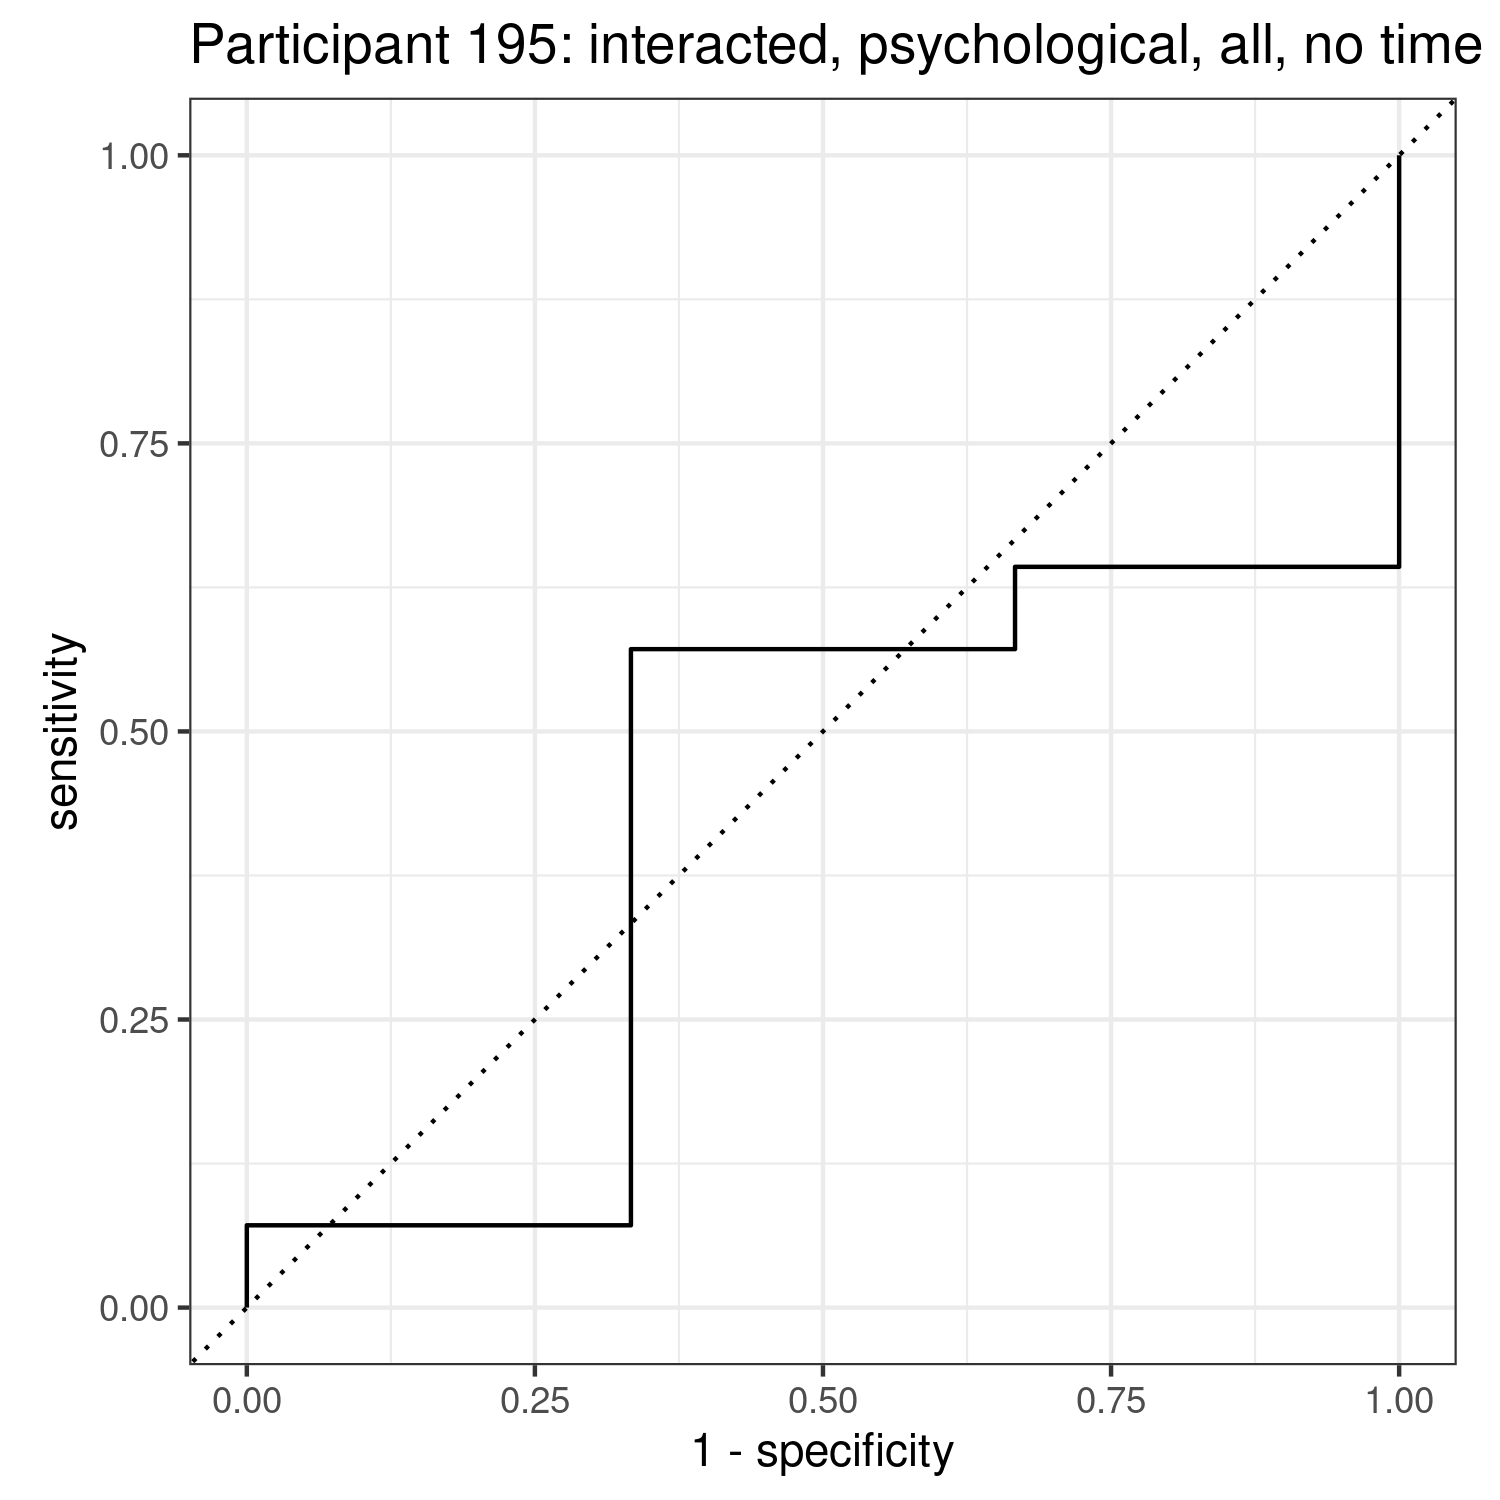 Participant 195: interacted, psychological, all, no time
1.00
0.75
0.50
0.25
0.00
sensitivity
0.00 0.25 0.50 0.75 1.00
1 - specificity